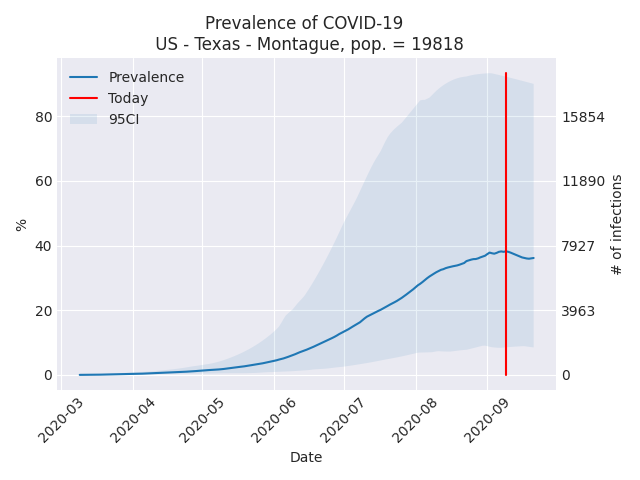 Prevalence of COVID-19
US - Texas - Montague, pop. = 19818
Prevalence
Today
95CI
80
60
40
20
0
%
15854
11890
7927
3963
0
# of infections
2020-03
2020-04
2020-05
2020-06
2020-07
2020-08
2020-09
Date